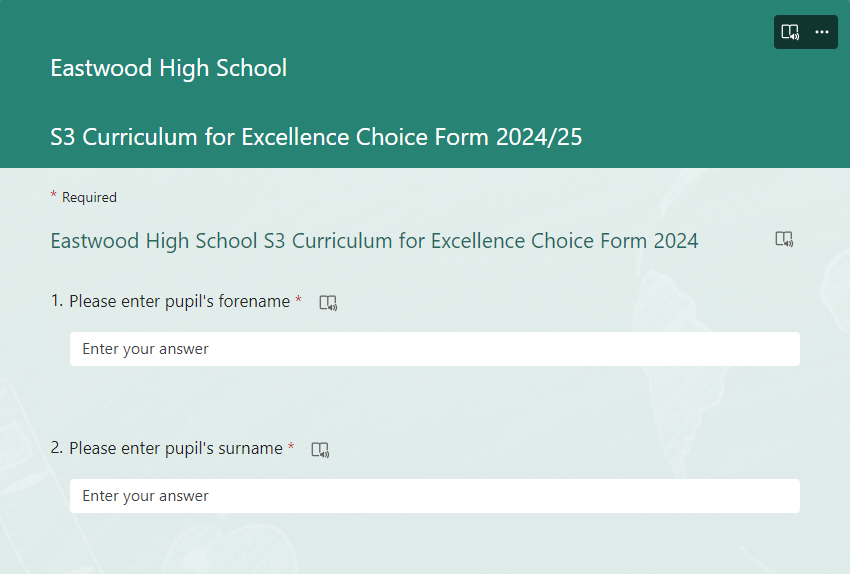 Eastwood High School
S3 Curriculum for Excellence Choice Form 2024/25
* Required
Eastwood High School S3 Curriculum for Excellence Choice Form 2024
1. Please enter pupil's forename *
Enter your answer
2. Please enter pupil's surname *
Enter your answer